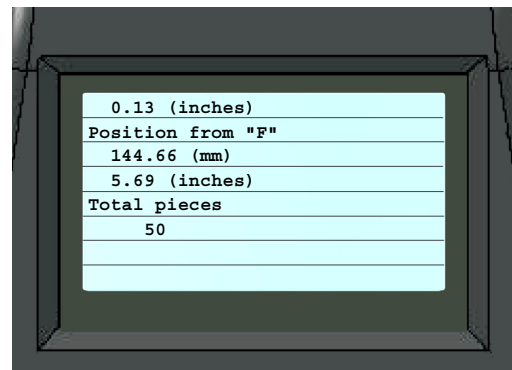 0.13 (inches)
Position from "F"
144.66 (mm)
5.69 (inches)
Total pieces
50